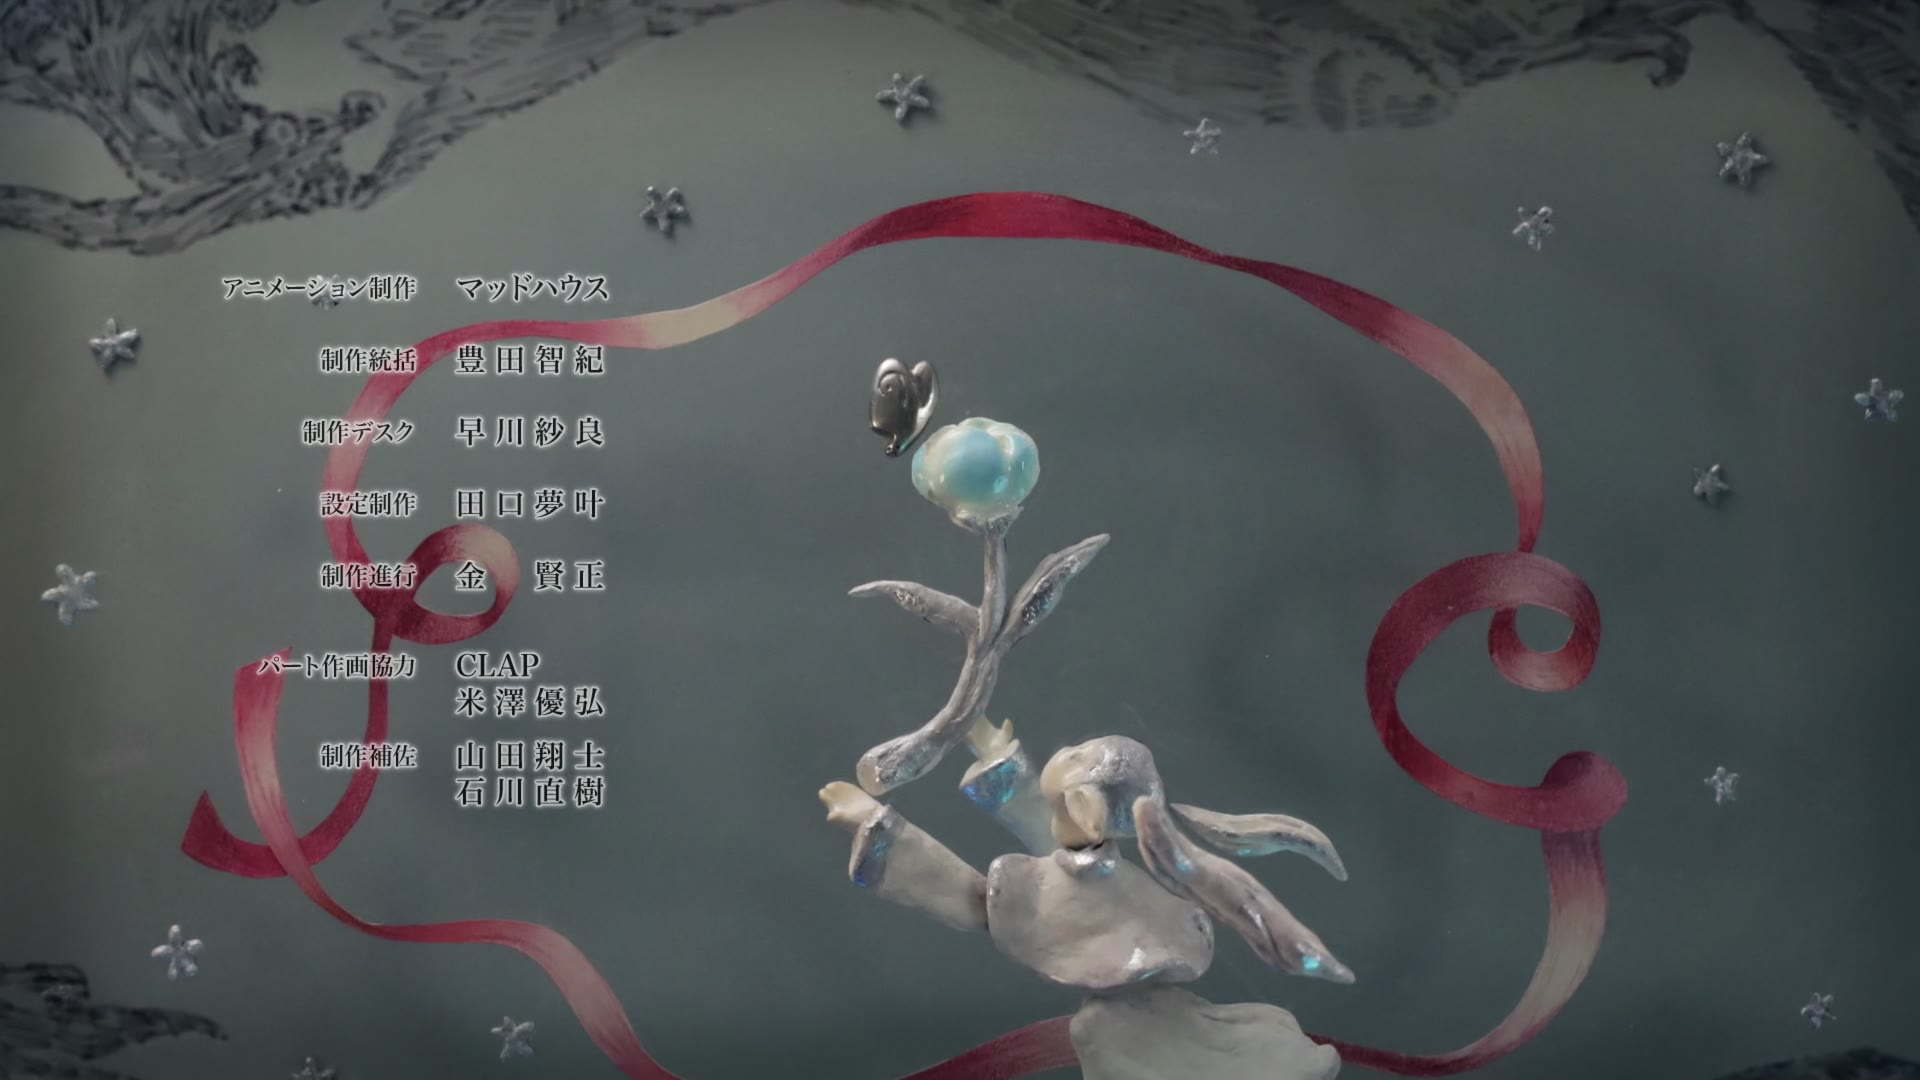 アニメーション制作 マッドハウス
制作統括 豊田智紀
制作デスク 早川紗良
設定制作 田口夢叶
制作進行 金 賢正
パート作画協力 CLAP
米澤優弘
制作補佐 山田翔士
石川直樹